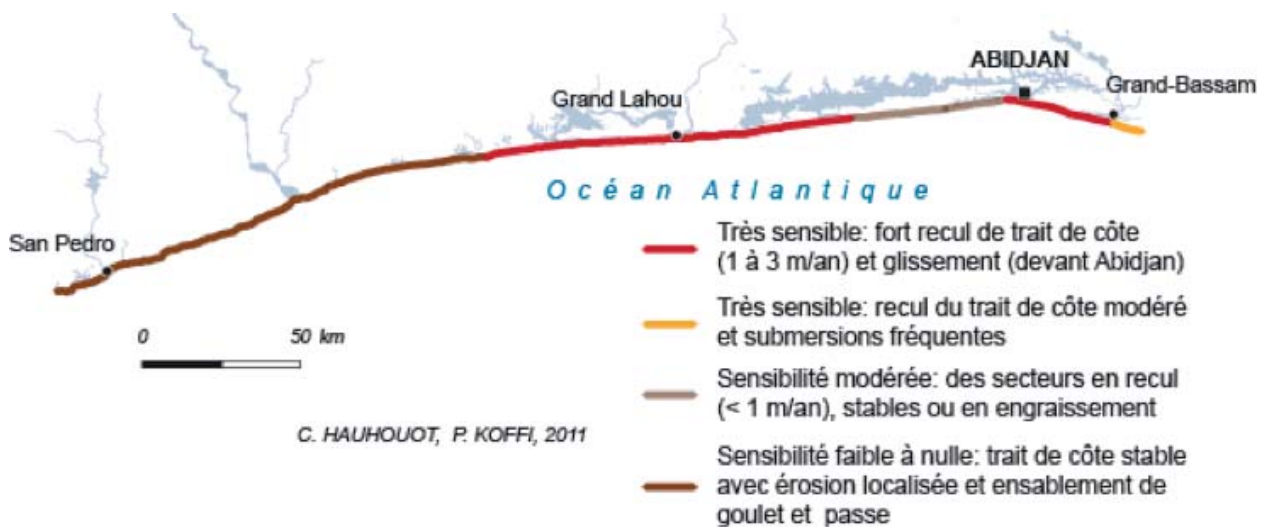 ABIDJAN
Grand-Bassam
Grand Lahou
Océan Atlantique
San Pedro
Très sensible: fort recul de trait de côte
(1 à 3 m/an) et glissement (devant Abidjan)
Très sensible: recul du trait de côte modéré
et submersions fréquentes
0 50 km
Sensibilité modérée: des secteurs en recul
(< 1 m/an), stables ou en engraissement
C. HAUHOUOT, P. KOFFI, 2011
Sensibilité faible à nulle: trait de côte stable
avec érosion localisée et ensablement de
goulet et passe